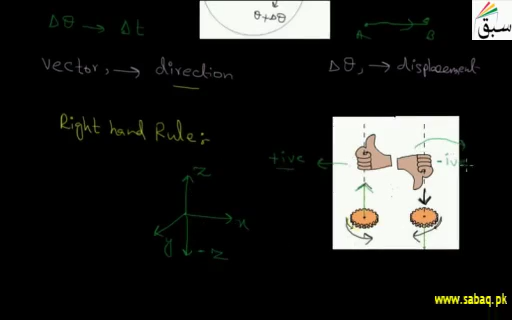 θ+Δθ
Δθ → Δt
A B
سبق
vector, → direction
Δθ, → displacement
Right hand Rule:
+ive
-ive
z
x
y
-z
www.sabaq.pk